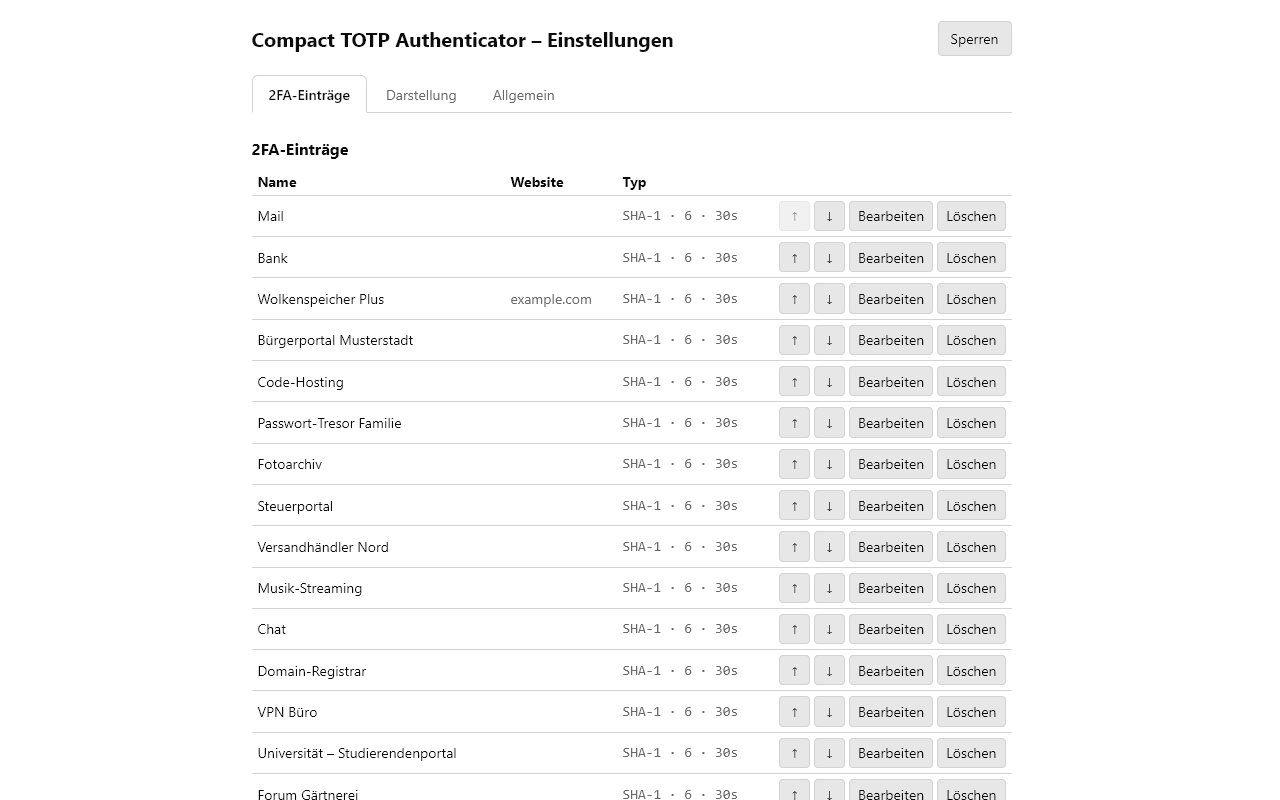 Compact TOTP Authenticator – Einstellungen Sperren
2FA-Einträge Darstellung Allgemein
2FA-Einträge
Name Website Typ
Mail SHA-1 · 6 · 30s ↑ ↓ Bearbeiten Löschen
Bank SHA-1 · 6 · 30s ↑ ↓ Bearbeiten Löschen
Wolkenspeicher Plus example.com SHA-1 · 6 · 30s ↑ ↓ Bearbeiten Löschen
Bürgerportal Musterstadt SHA-1 · 6 · 30s ↑ ↓ Bearbeiten Löschen
Code-Hosting SHA-1 · 6 · 30s ↑ ↓ Bearbeiten Löschen
Passwort-Tresor Familie SHA-1 · 6 · 30s ↑ ↓ Bearbeiten Löschen
Fotoarchiv SHA-1 · 6 · 30s ↑ ↓ Bearbeiten Löschen
Steuerportal SHA-1 · 6 · 30s ↑ ↓ Bearbeiten Löschen
Versandhändler Nord SHA-1 · 6 · 30s ↑ ↓ Bearbeiten Löschen
Musik-Streaming SHA-1 · 6 · 30s ↑ ↓ Bearbeiten Löschen
Chat SHA-1 · 6 · 30s ↑ ↓ Bearbeiten Löschen
Domain-Registrar SHA-1 · 6 · 30s ↑ ↓ Bearbeiten Löschen
VPN Büro SHA-1 · 6 · 30s ↑ ↓ Bearbeiten Löschen
Universität – Studierendenportal SHA-1 · 6 · 30s ↑ ↓ Bearbeiten Löschen
Forum Gärtnerei SHA-1 · 6 · 30s ↑ ↓ Bearbeiten Löschen